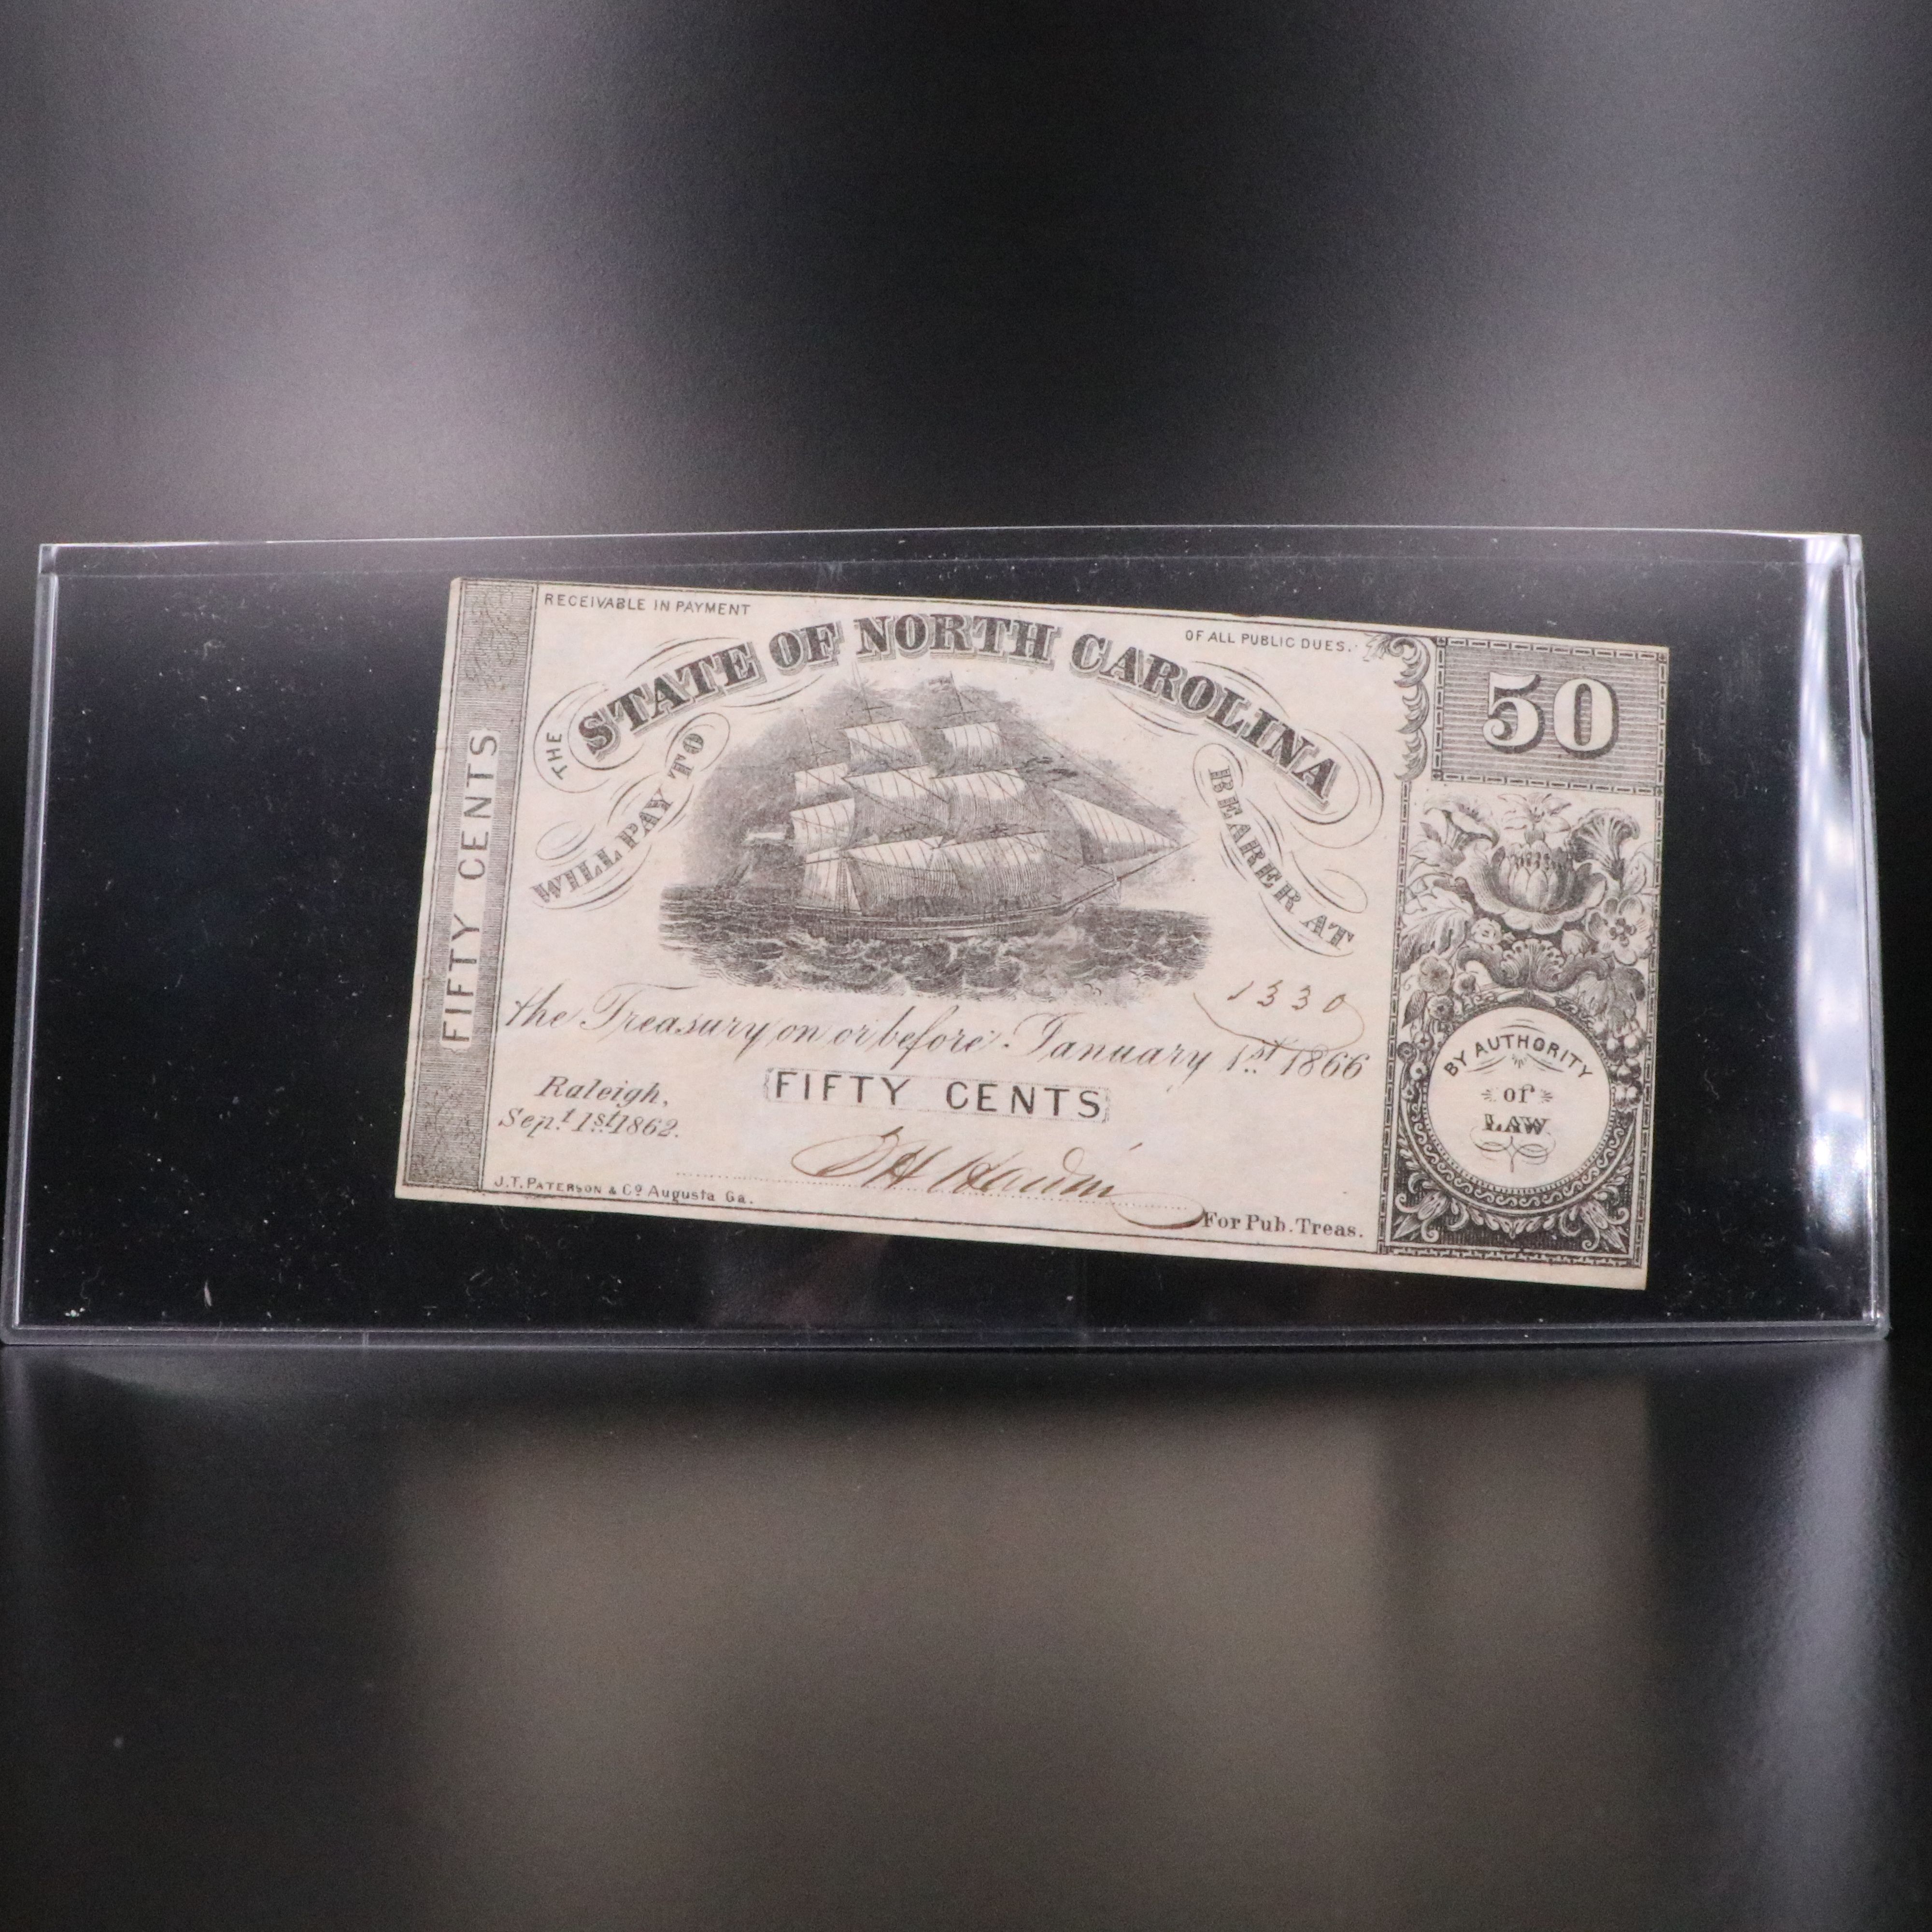 RECEIVABLE IN PAYMENT
OF ALL PUBLIC DUES.
THE STATE OF NORTH CAROLINA
50
WILL PAY TO
BEARER AT
FIFTY CENTS
1330
the Treasury on or before January 1st 1866
BY AUTHORITY
of
LAW
FIFTY CENTS
Raleigh,
Sept. 1st 1862.
J.T. PATERSON & Co Augusta Ga.
For Pub. Treas.